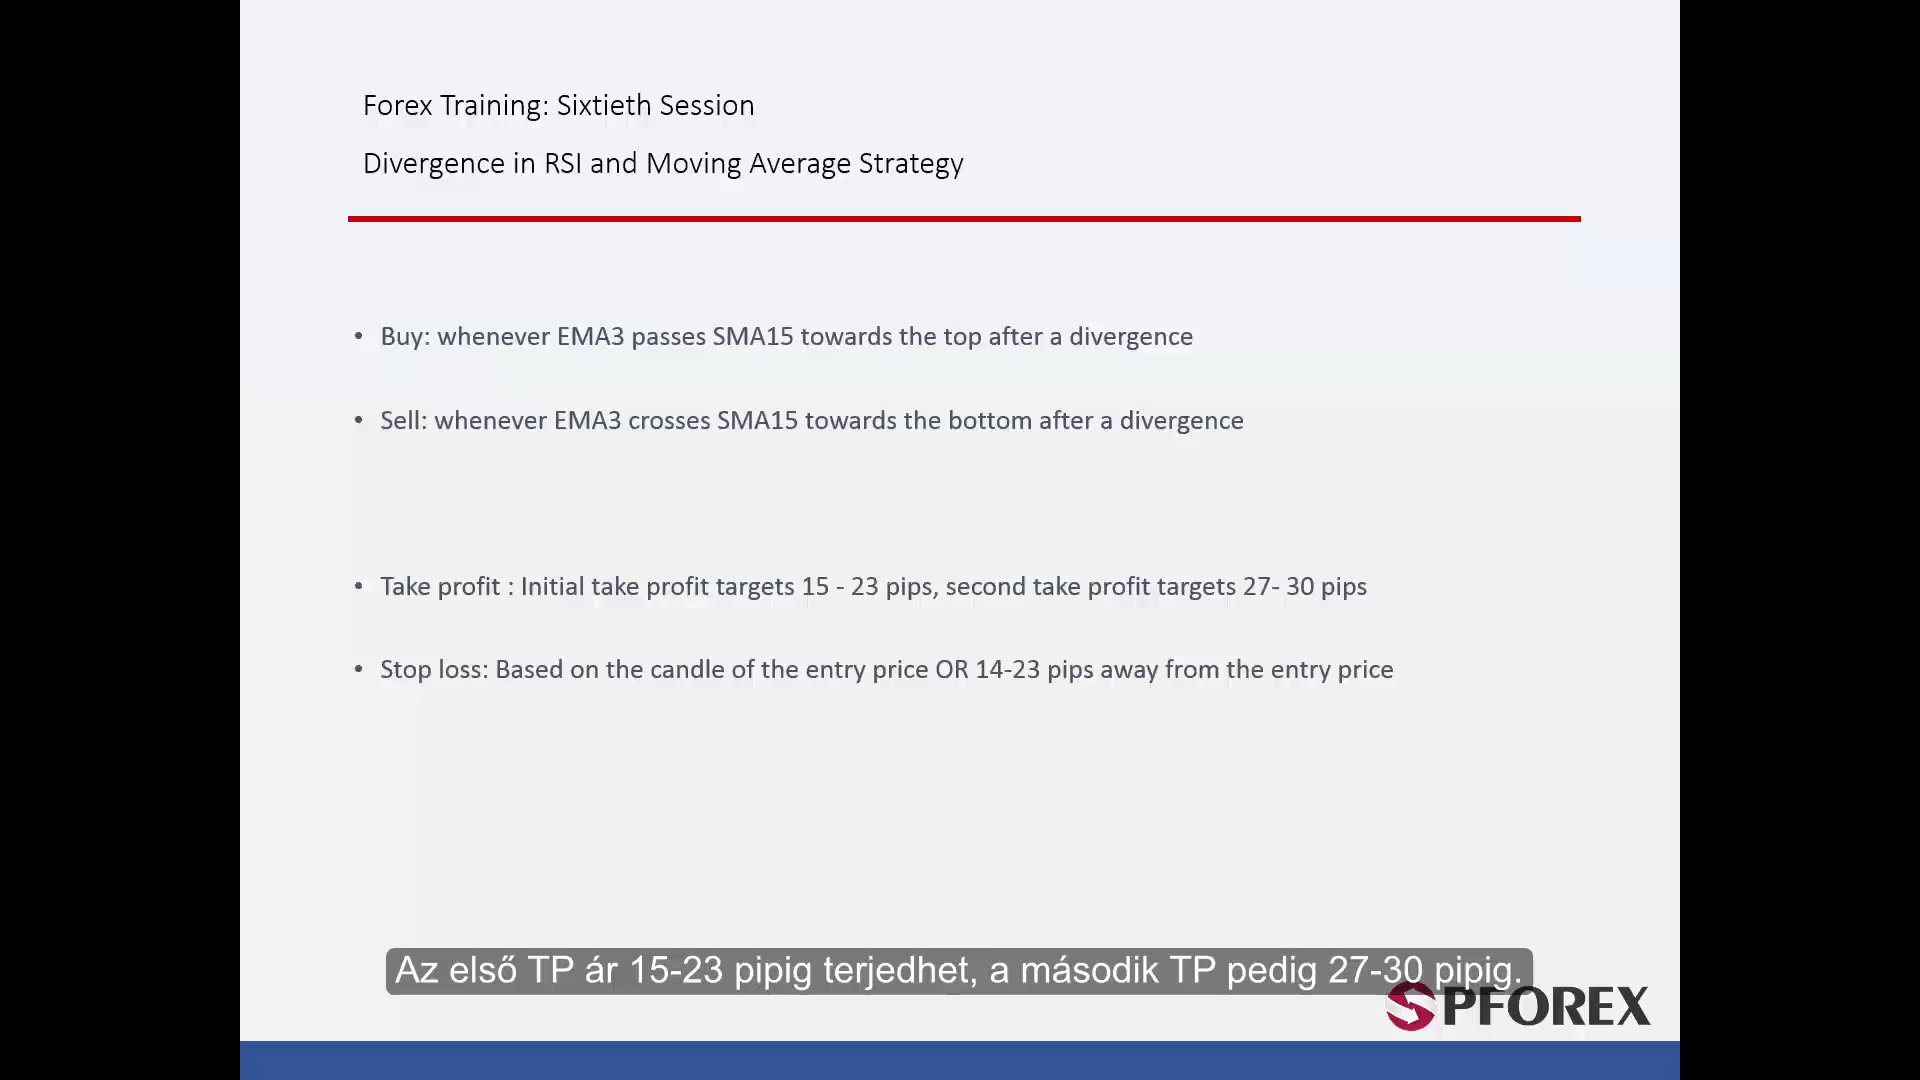 Forex Training: Sixtieth Session
Divergence in RSI and Moving Average Strategy
• Buy: whenever EMA3 passes SMA15 towards the top after a divergence
• Sell: whenever EMA3 crosses SMA15 towards the bottom after a divergence
• Take profit : Initial take profit targets 15 - 23 pips, second take profit targets 27- 30 pips
• Stop loss: Based on the candle of the entry price OR 14-23 pips away from the entry price
Az első TP ár 15-23 pipig terjedhet, a második TP pedig 27-30 pipig.
SPFOREX